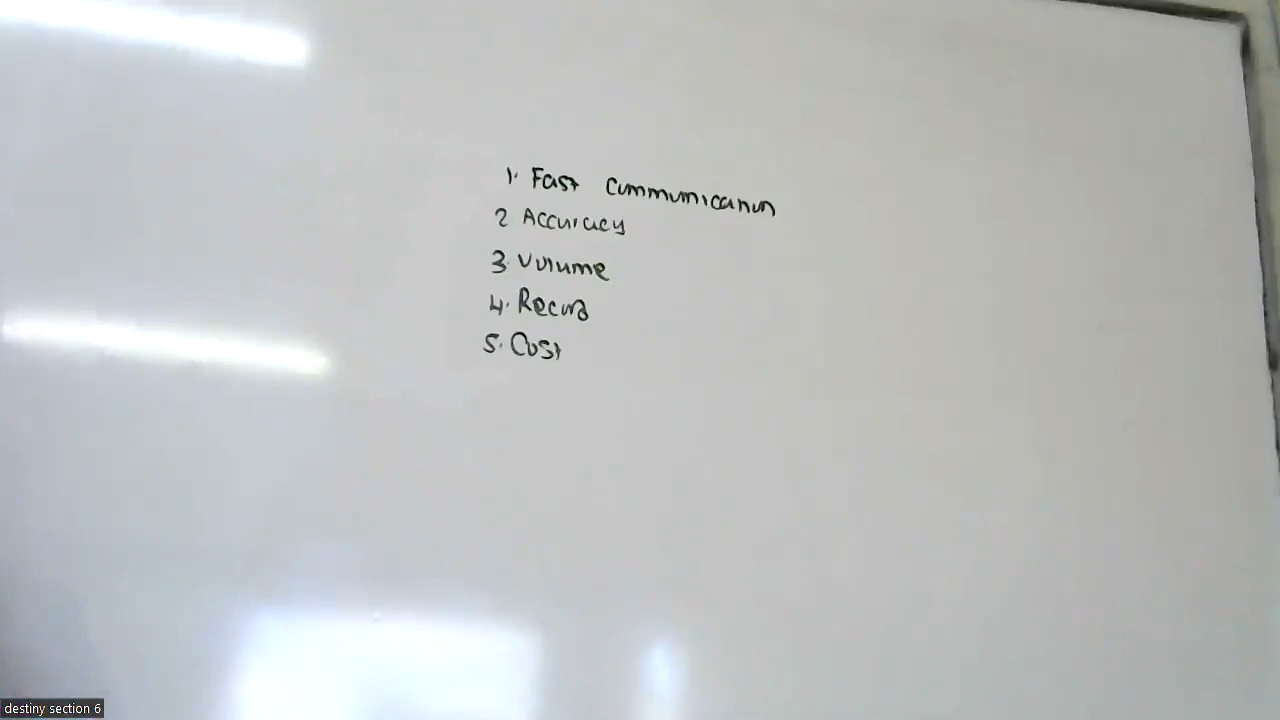 1. Fast Communication
2 Accuracy
3. Volume
4. Record
5. Cost
destiny section 6